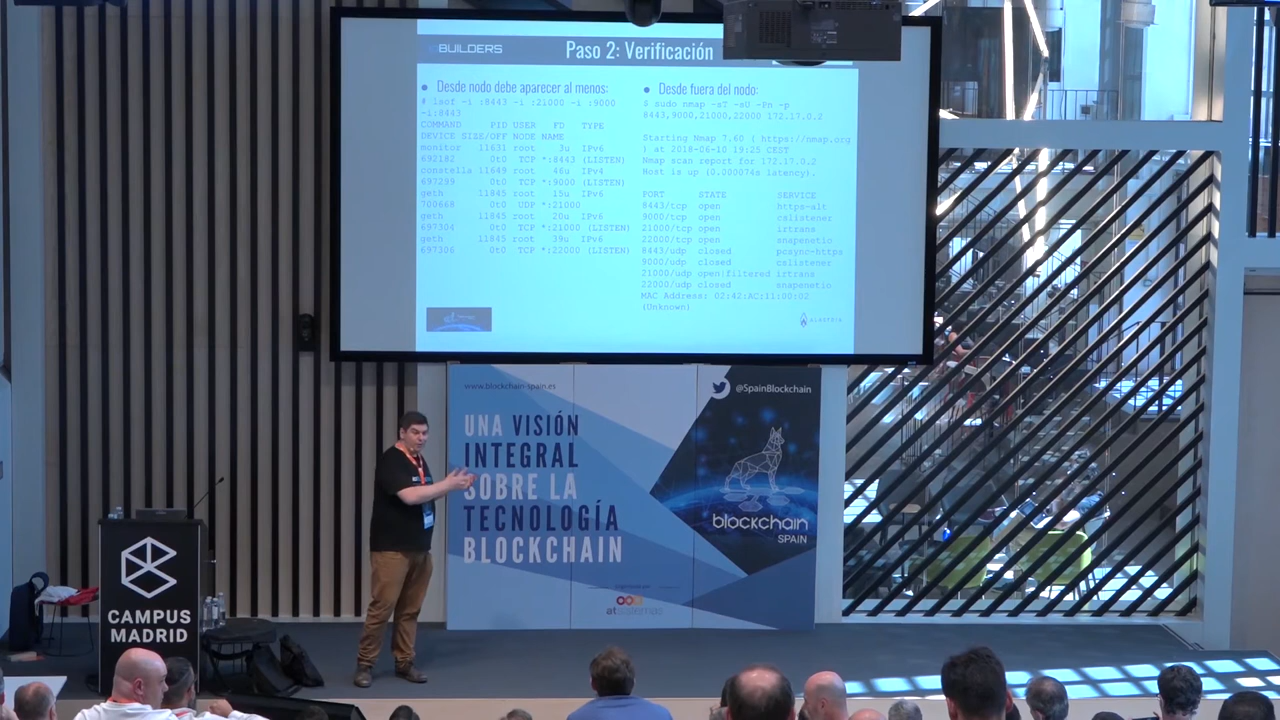 BUILDERS
Paso 2: Verificación
● Desde nodo debe aparecer al menos:
# lsof -i :8443 -i :21000 -i :9000
-i:8443
COMMAND PID USER FD TYPE
DEVICE SIZE/OFF NODE NAME
monitor 11631 root 3u IPv6
692182 0t0 TCP *:8443 (LISTEN)
constella 11649 root 46u IPv4
697299 0t0 TCP *:9000 (LISTEN)
geth 11845 root 15u IPv6
700668 0t0 UDP *:21000
geth 11845 root 20u IPv6
697304 0t0 TCP *:21000 (LISTEN)
geth 11845 root 39u IPv6
697306 0t0 TCP *:22000 (LISTEN)
● Desde fuera del nodo:
$ sudo nmap -sT -sU -Pn -p
8443,9000,21000,22000 172.17.0.2
Starting Nmap 7.60 ( https://nmap.org
) at 2018-06-10 19:25 CEST
Nmap scan report for 172.17.0.2
Host is up (0.000074s latency).
PORT STATE SERVICE
8443/tcp open https-alt
9000/tcp open cslistener
21000/tcp open irtrans
22000/tcp open snapenetio
8443/udp closed pcsync-https
9000/udp closed cslistener
21000/udp open|filtered irtrans
22000/udp closed snapenetio
MAC Address: 02:42:AC:11:00:02
(Unknown)
ALASTRIA
www.blockchain-spain.es
@SpainBlockchain
UNA VISIÓN
INTEGRAL
SOBRE LA
TECNOLOGÍA
BLOCKCHAIN
blockchain
SPAIN
atSistemas
CAMPUS
MADRID